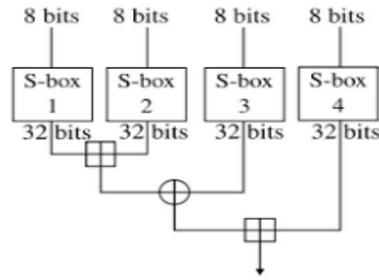 8 bits 8 bits 8 bits 8 bits
S-box S-box S-box S-box
1 2 3 4
32 bits 32 bits 32 bits 32 bits